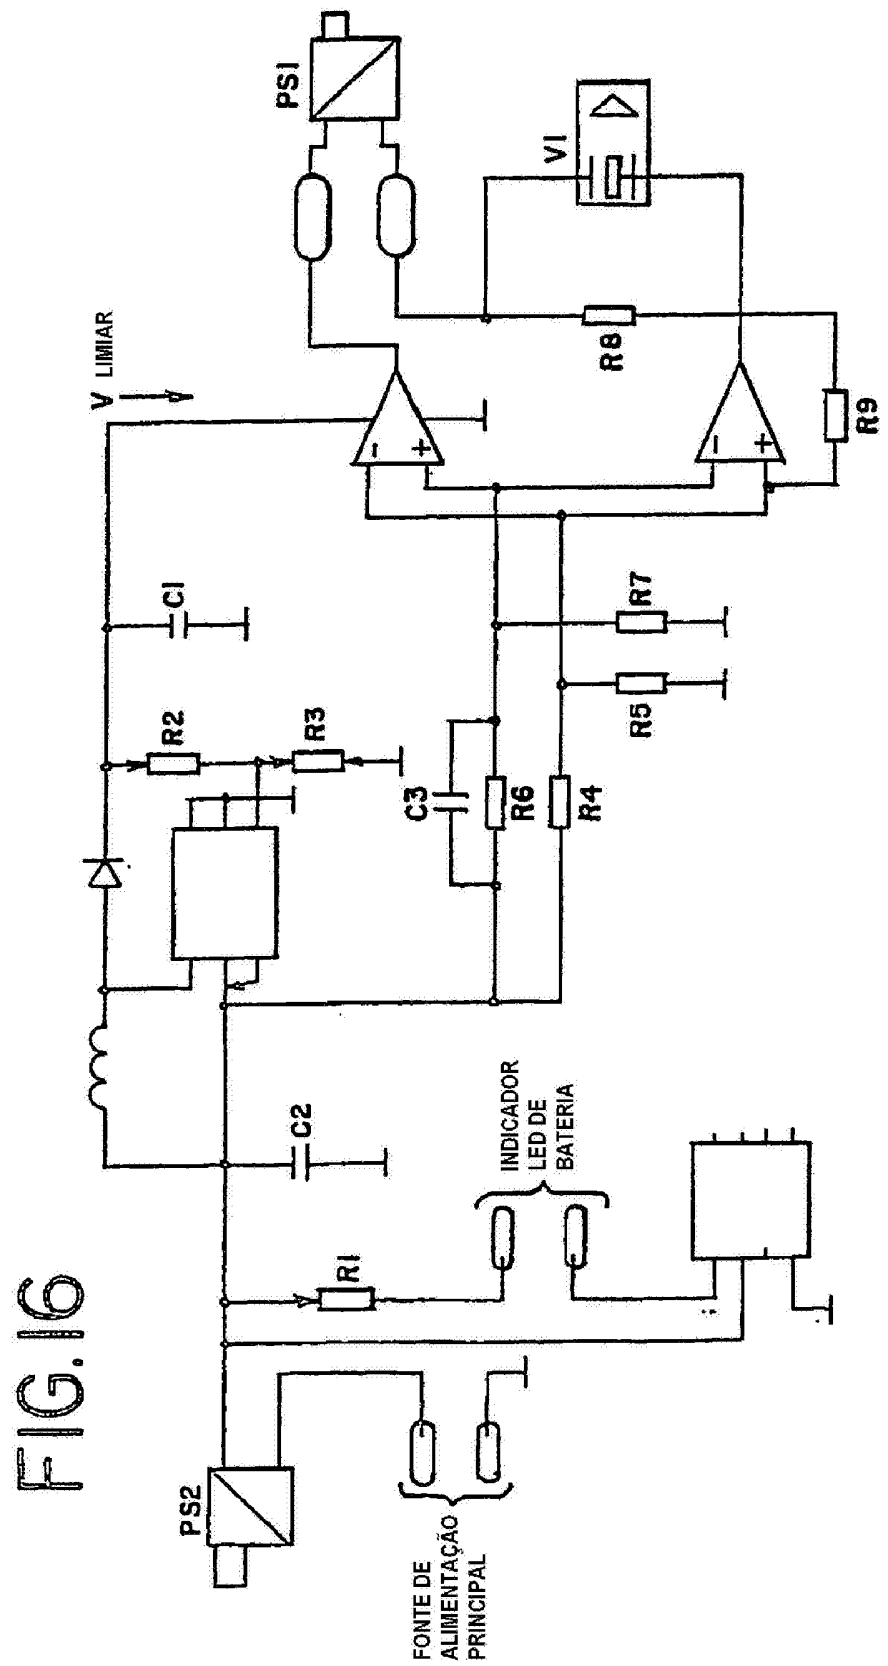 FIG. 16
PS2
FONTE DE
ALIMENTAÇÃO
PRINCIPAL
R1
INDICADOR
LED DE
BATERIA
C2
R2
R3
C1
C3
R6
R4
R5
R7
V LIMIAR
-
+
-
+
R8
R9
PS1
V1